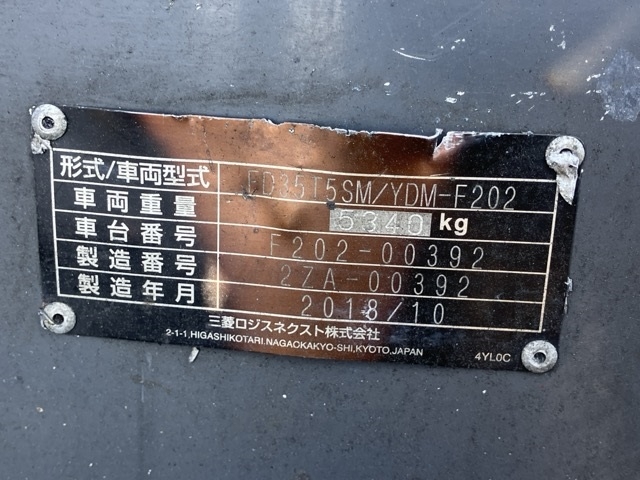 形式/車両型式 FD35T5SM/YDM-F202
車両重量 5340 kg
車台番号 F202-00392
製造番号 2ZA-00392
製造年月 2018/10
三菱ロジスネクスト株式会社
2-1-1,HIGASHIKOTARI,NAGAOKAKYO-SHI,KYOTO,JAPAN
4YL0C